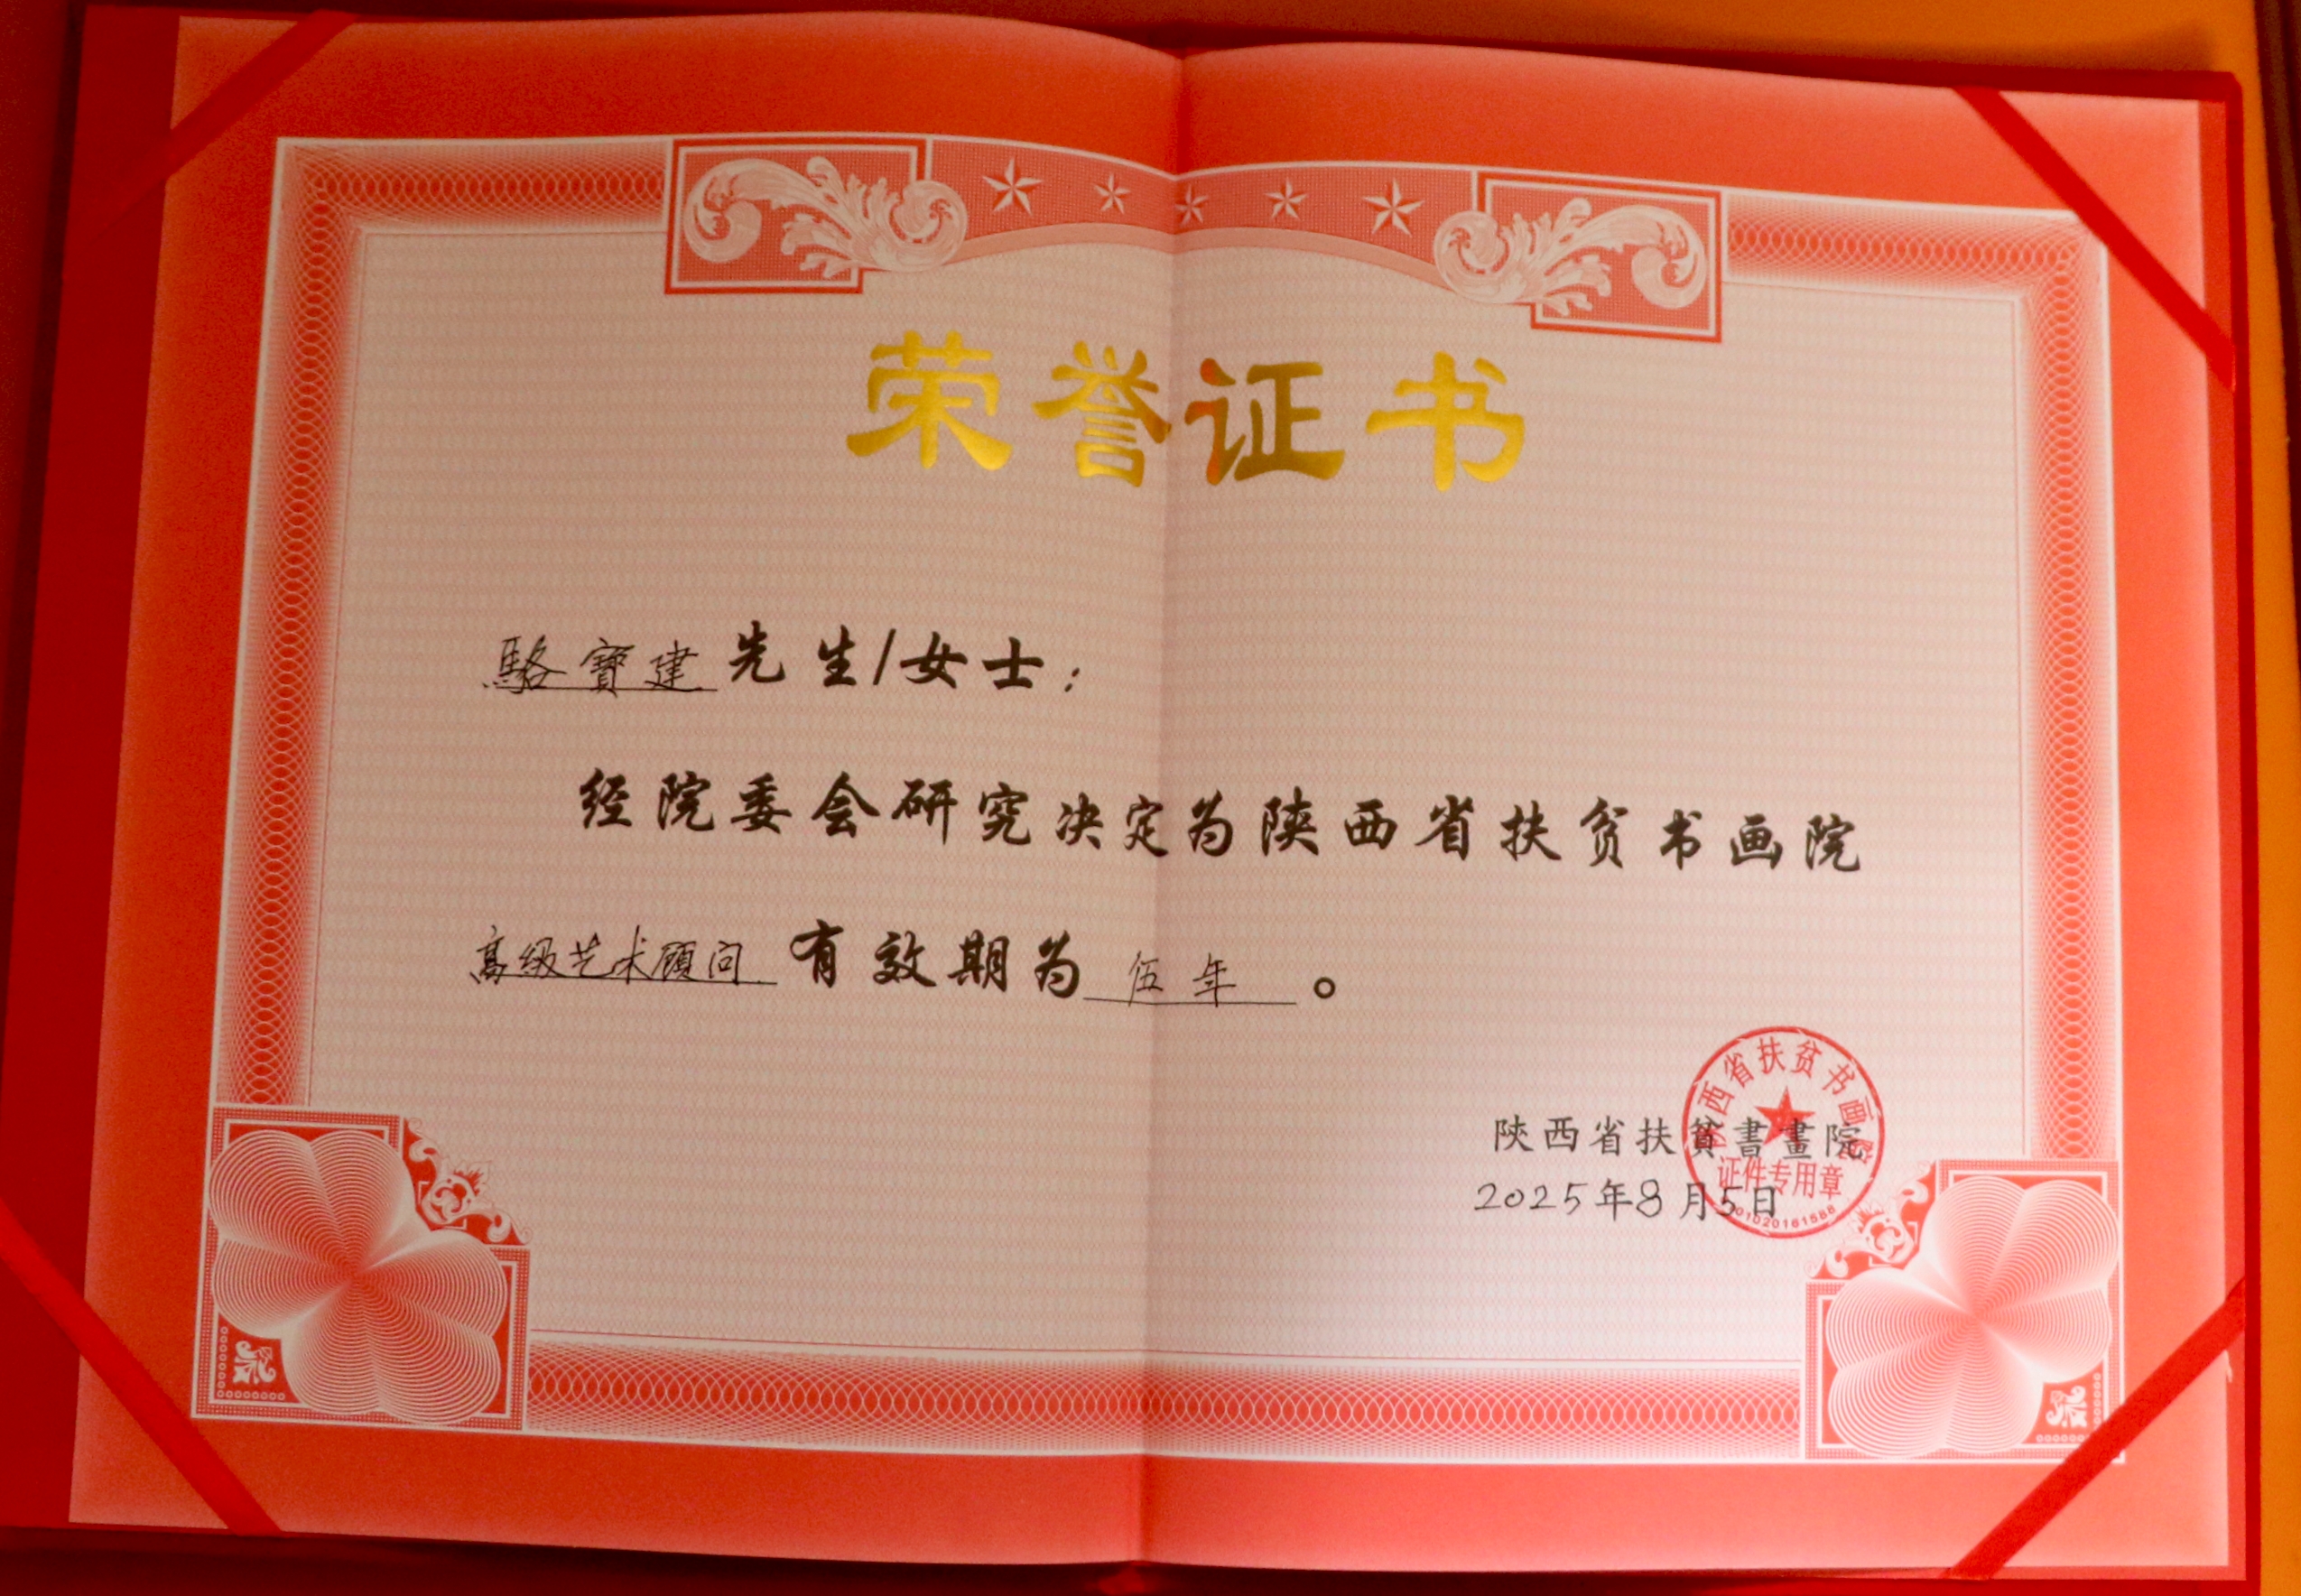 荣誉证书
駱寶建先生/女士：
经院委会研究决定为陕西省扶贫书画院
高级艺术顾问有效期为伍年。
陝西省扶貧書畫院
2025年8月5日
陕西省扶贫书画院
证件专用章